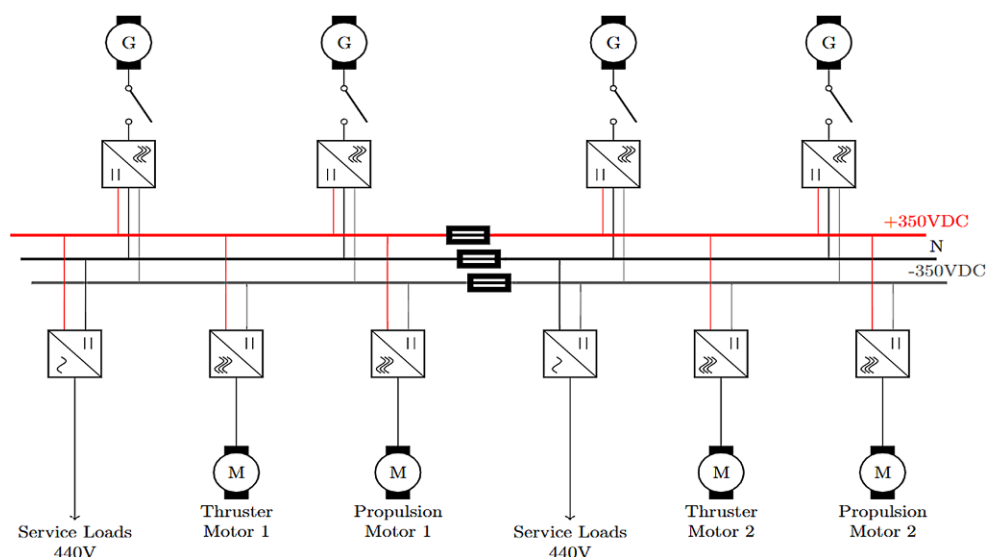 G G G G
+350VDC
N
-350VDC
M M M M
Service Loads
440V
Thruster
Motor 1
Propulsion
Motor 1
Service Loads
440V
Thruster
Motor 2
Propulsion
Motor 2